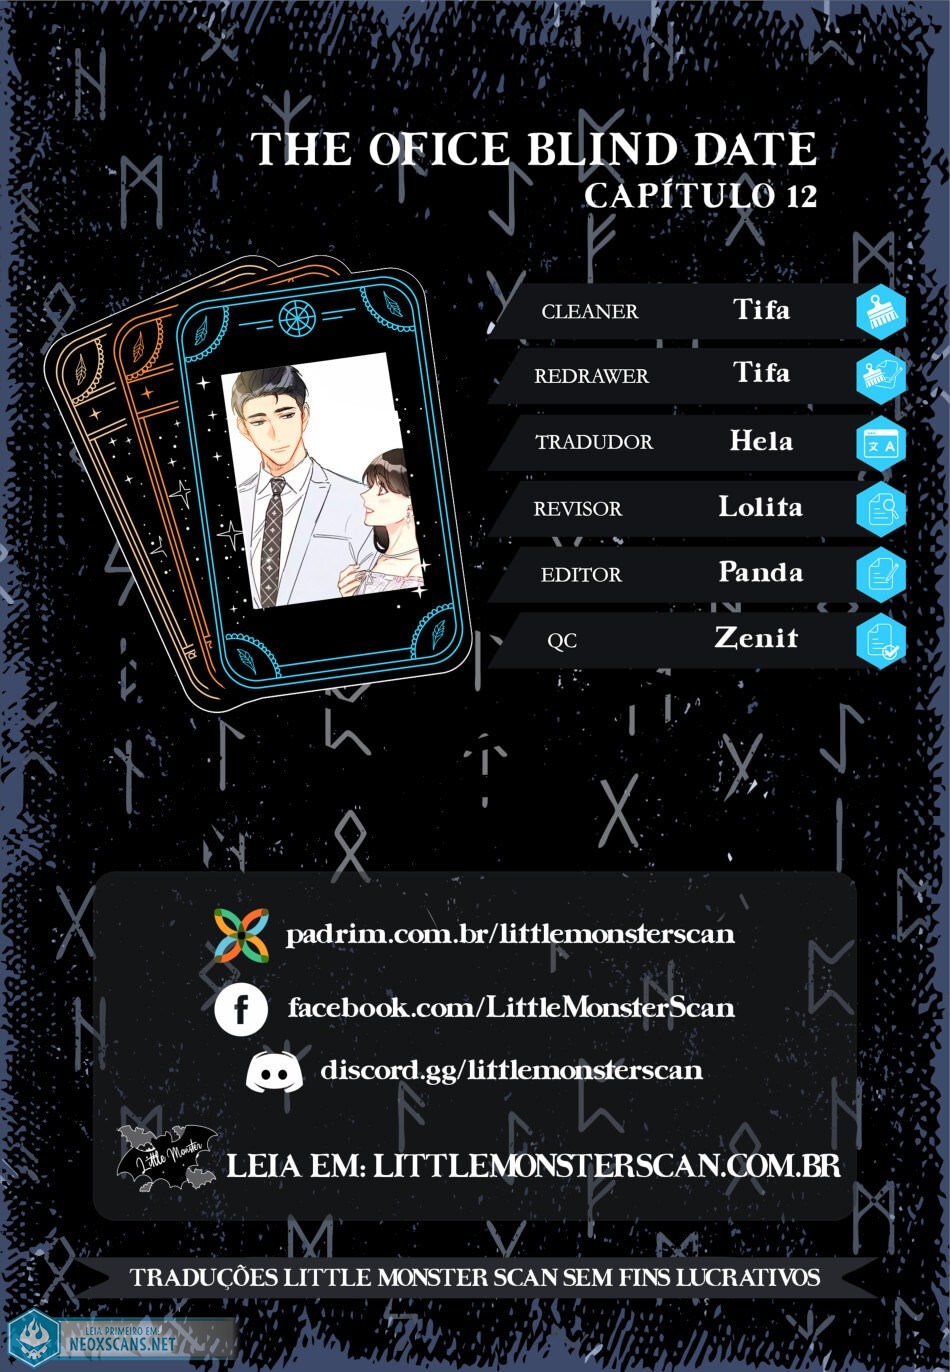 THE OFICE BLIND DATE
CAPÍTULO 12
CLEANER Tifa
REDRAWER Tifa
TRADUDOR Hela
REVISOR Lolita
EDITOR Panda
QC Zenit
padrim.com.br/littlemonsterscan
facebook.com/LittleMonsterScan
discord.gg/littlemonsterscan
Little Monster
LEIA EM: LITTLEMONSTERSCAN.COM.BR
TRADUÇÕES LITTLE MONSTER SCAN SEM FINS LUCRATIVOS
LEIA PRIMEIRO EM:
NEOXSCANS.NET